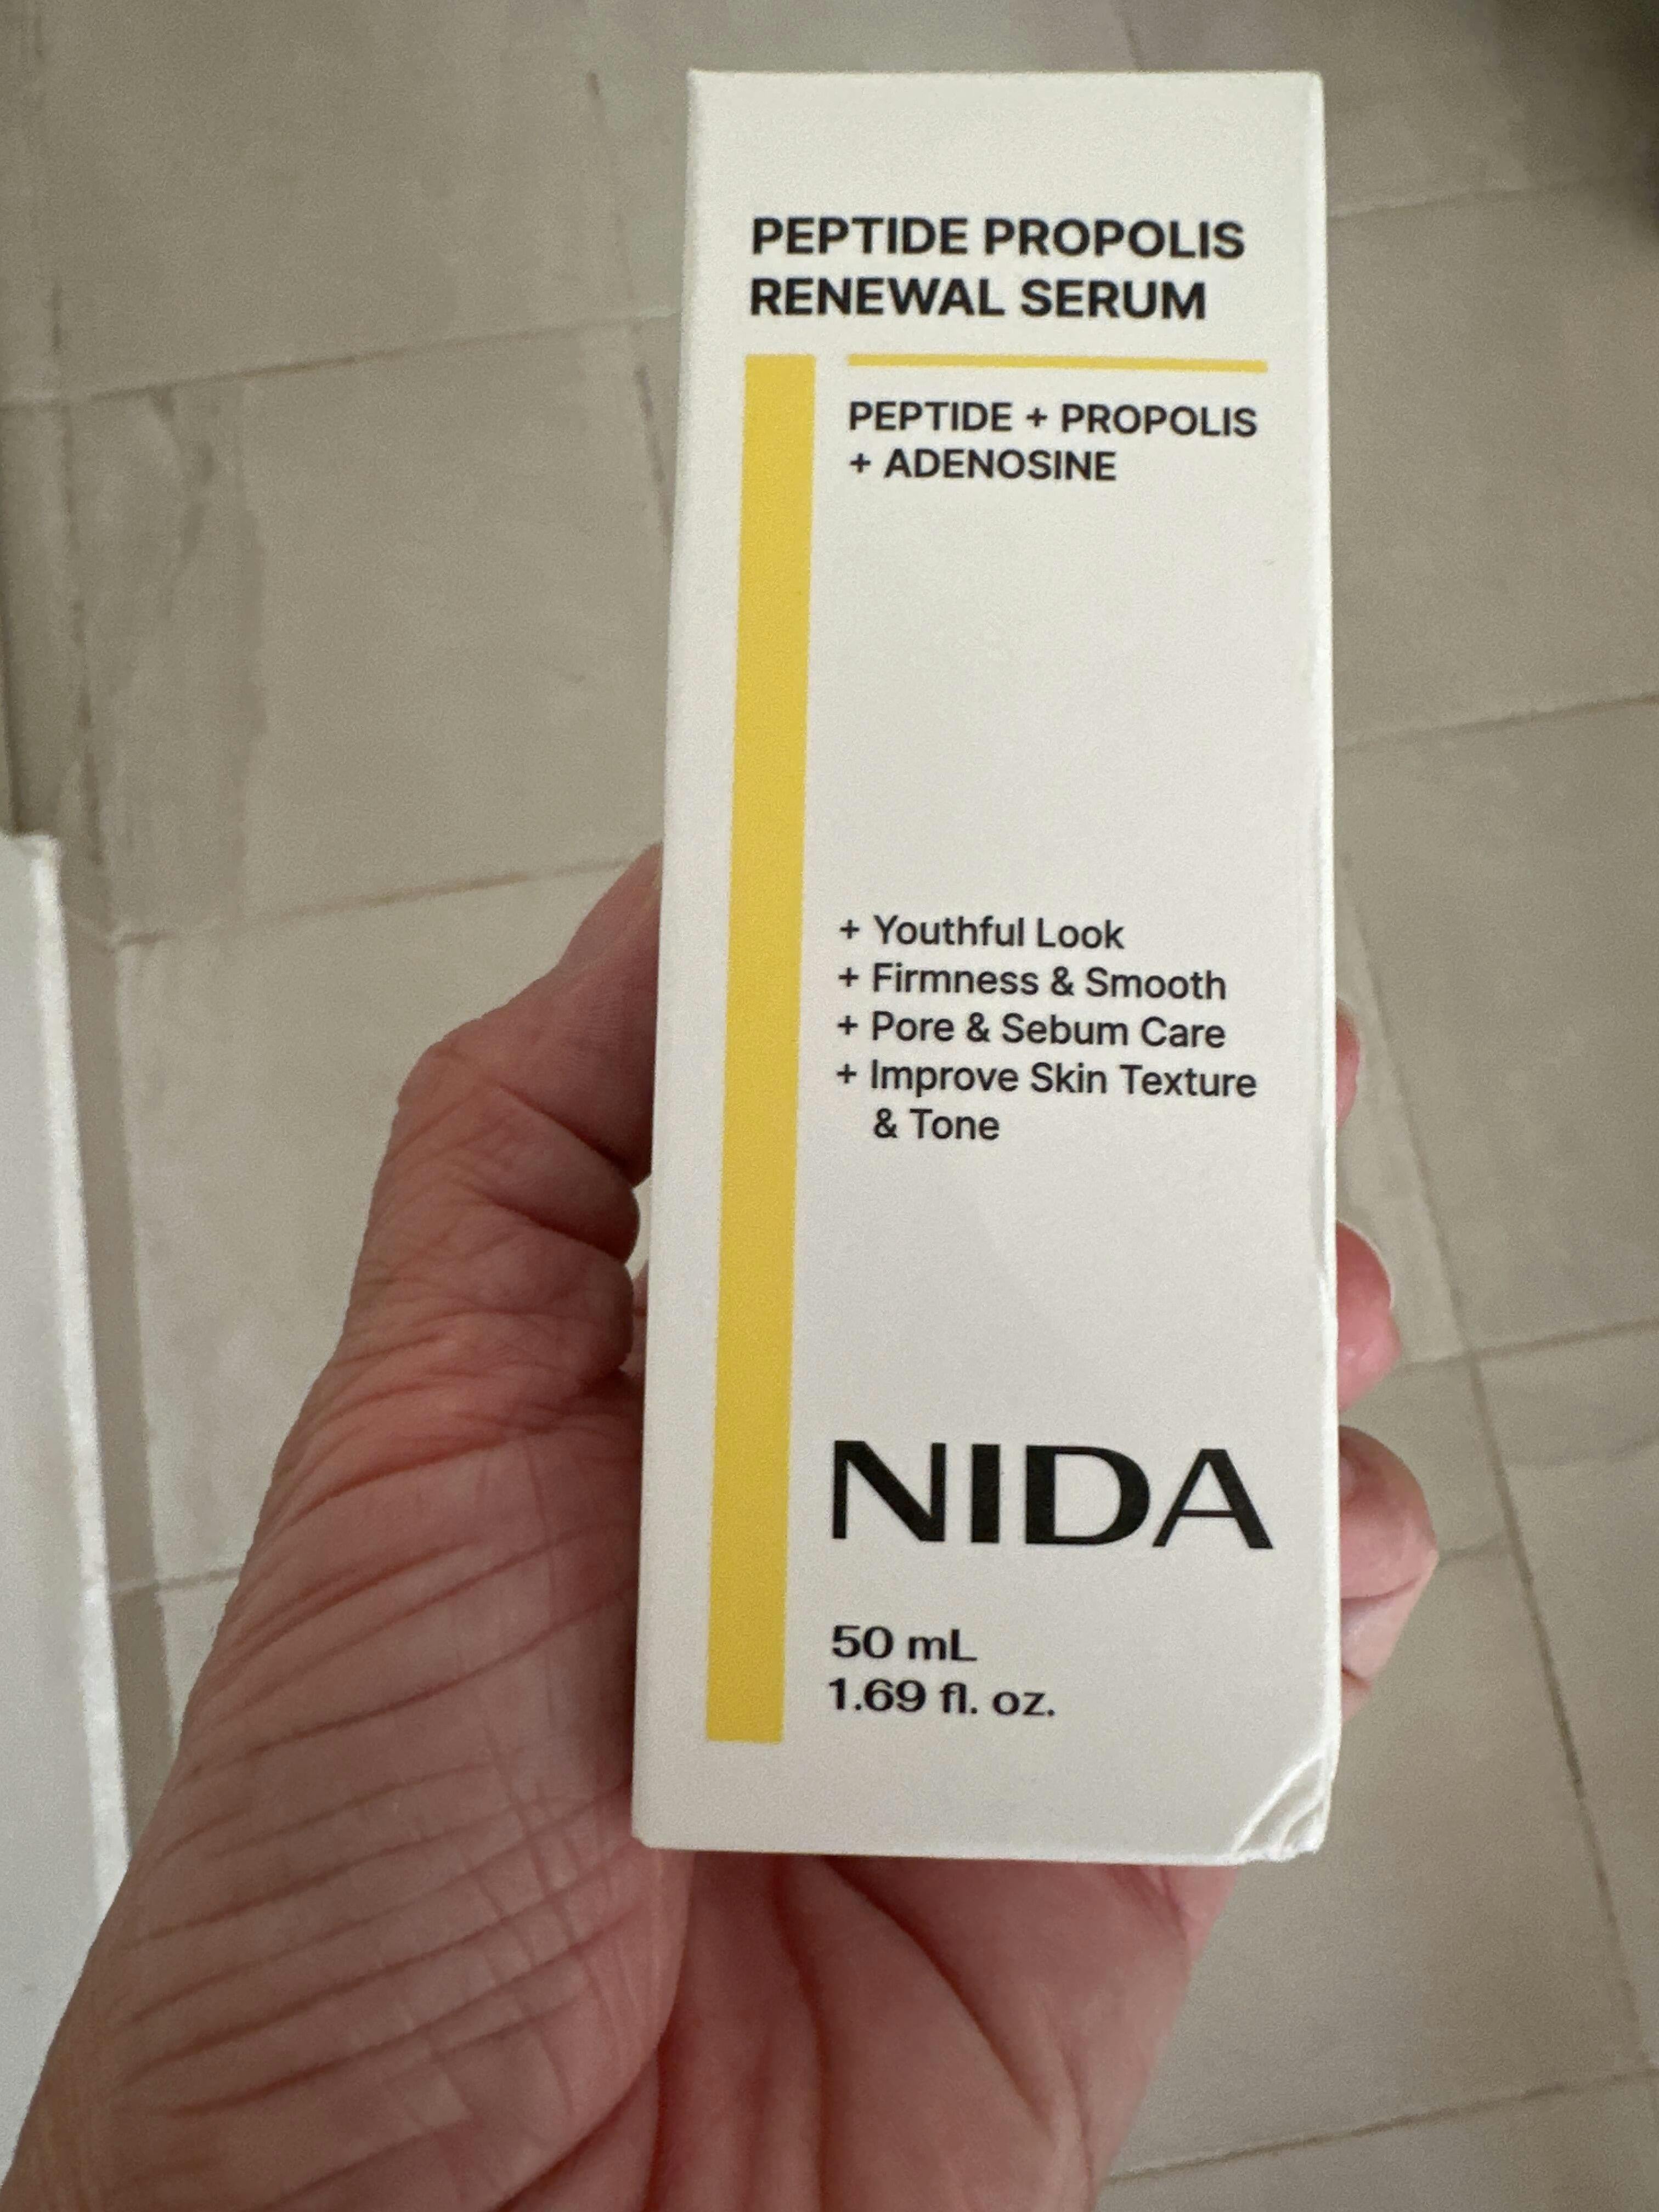 PEPTIDE PROPOLIS
RENEWAL SERUM
PEPTIDE + PROPOLIS
+ ADENOSINE
+ Youthful Look
+ Firmness & Smooth
+ Pore & Sebum Care
+ Improve Skin Texture
& Tone
NIDA
50 mL
1.69 fl. oz.